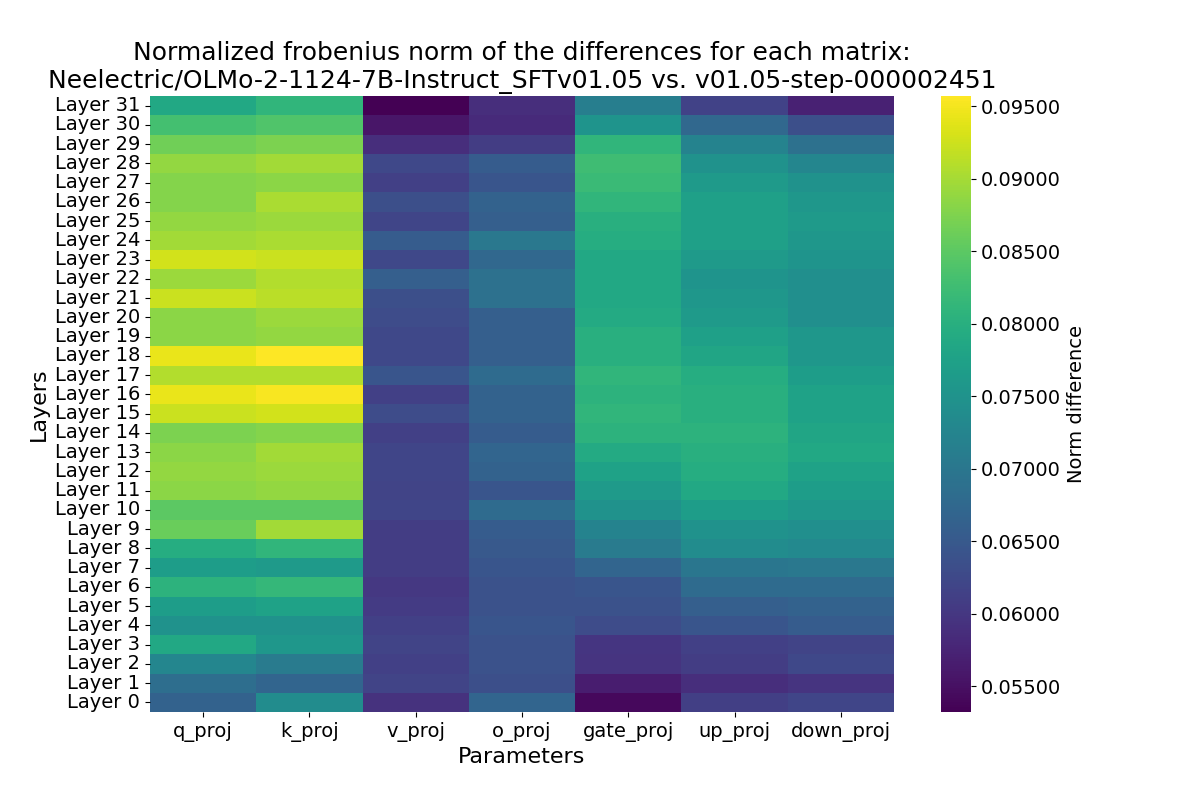 Normalized frobenius norm of the differences for each matrix:
Neelectric/OLMo-2-1124-7B-Instruct_SFTv01.05 vs. v01.05-step-000002451
Layers
Layer 31
Layer 30
Layer 29
Layer 28
Layer 27
Layer 26
Layer 25
Layer 24
Layer 23
Layer 22
Layer 21
Layer 20
Layer 19
Layer 18
Layer 17
Layer 16
Layer 15
Layer 14
Layer 13
Layer 12
Layer 11
Layer 10
Layer 9
Layer 8
Layer 7
Layer 6
Layer 5
Layer 4
Layer 3
Layer 2
Layer 1
Layer 0
q_proj k_proj v_proj o_proj gate_proj up_proj down_proj
Parameters
0.09500
0.09000
0.08500
0.08000
0.07500
0.07000
0.06500
0.06000
0.05500
Norm difference